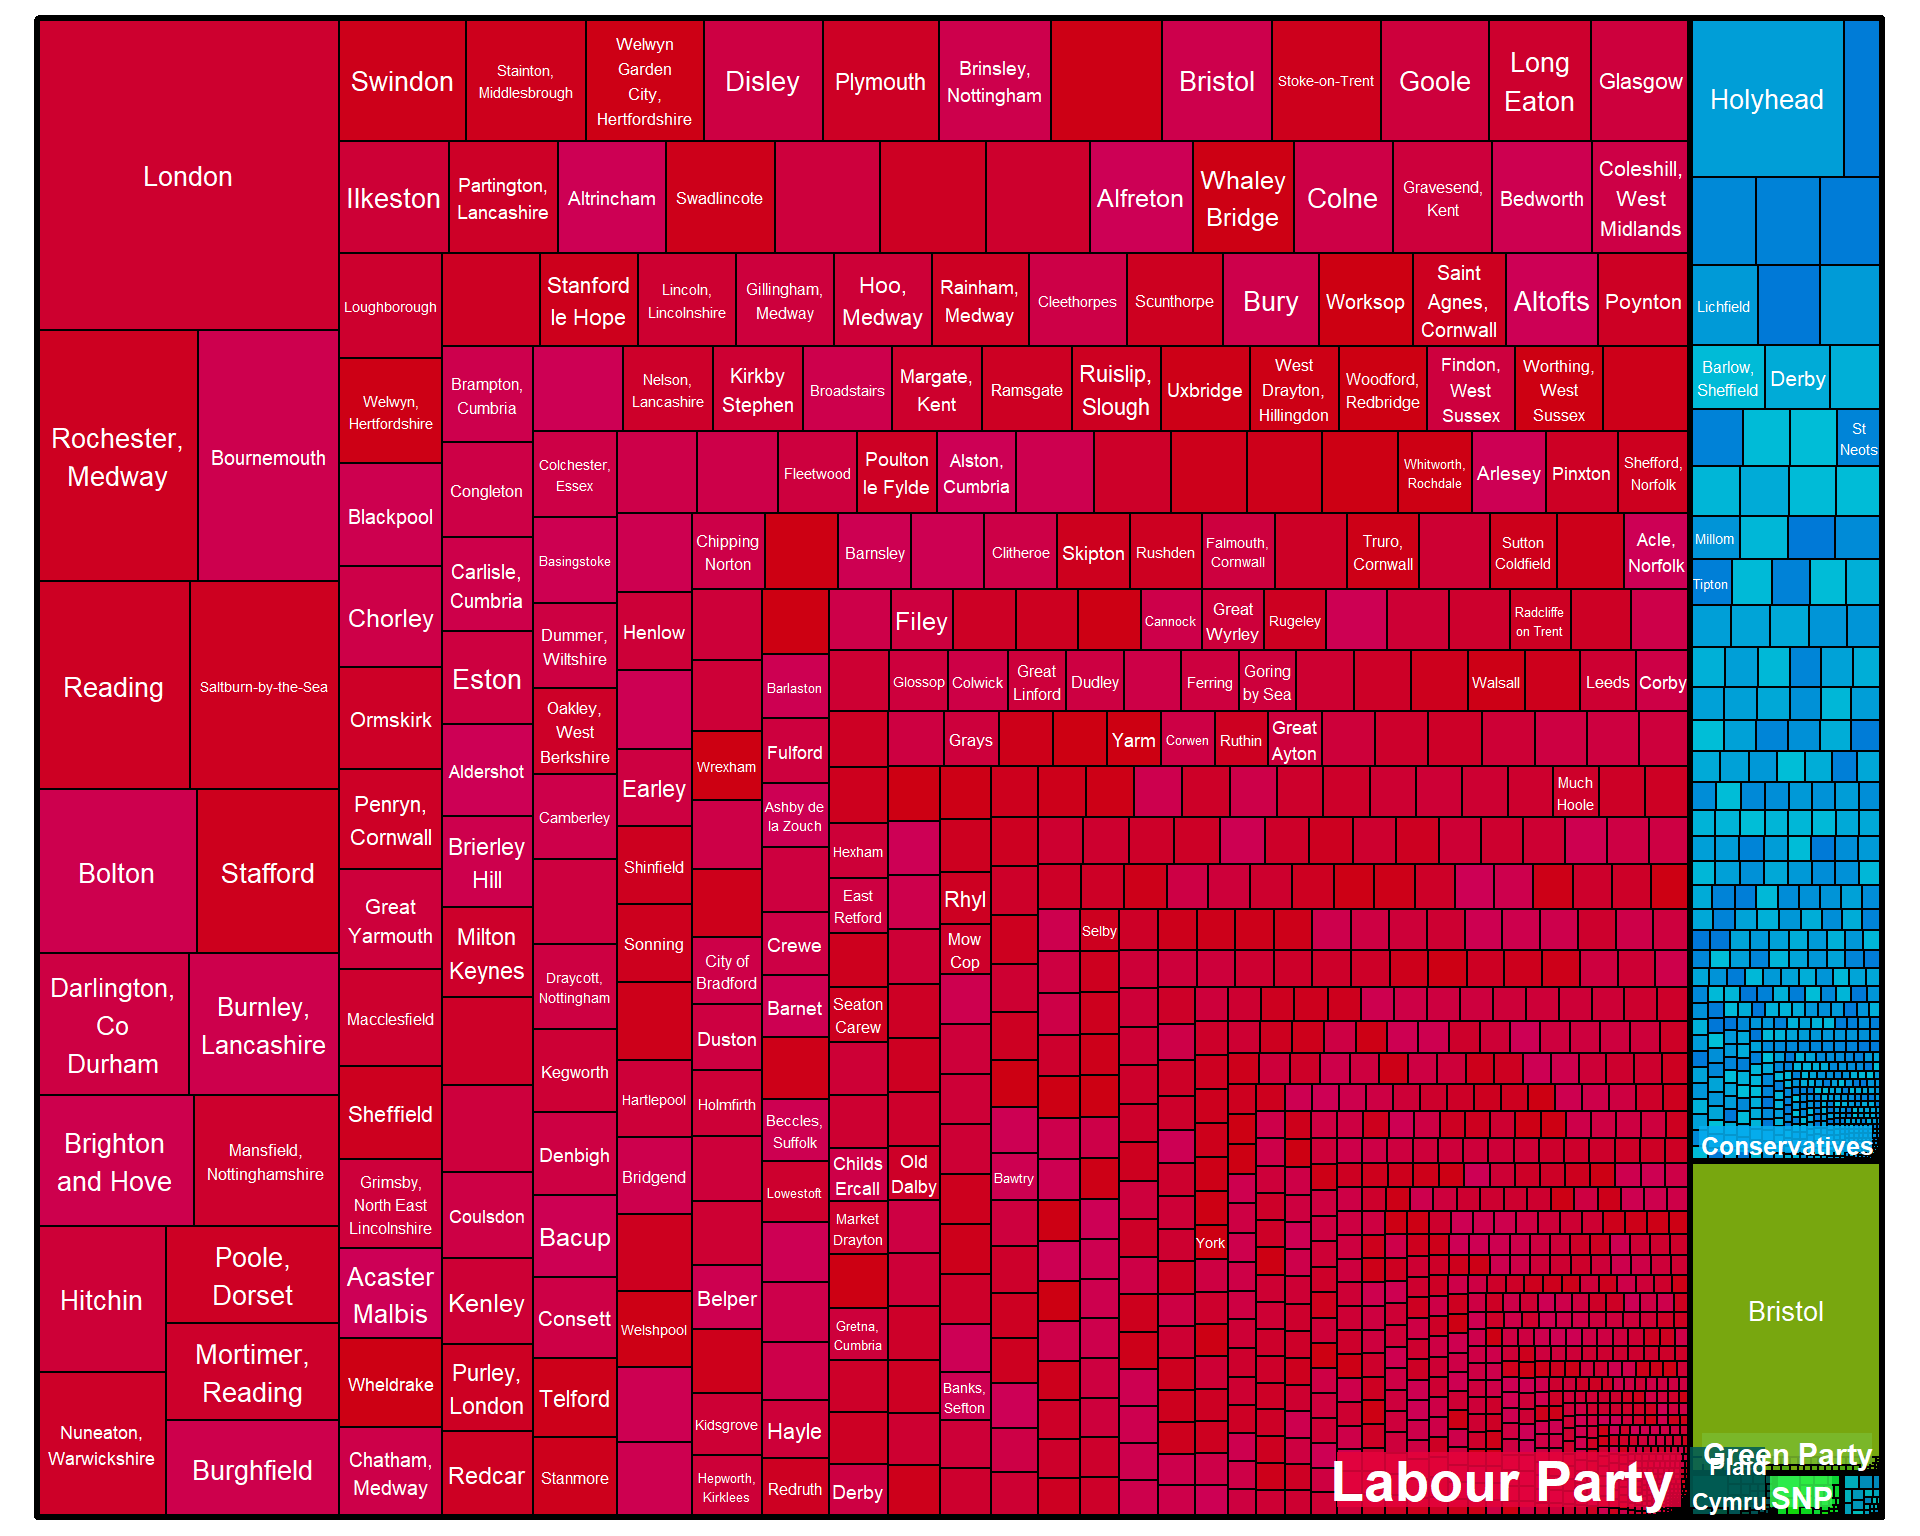 London
Swindon
Stainton,
Middlesbrough
Welwyn
Garden
City,
Hertfordshire
Disley
Plymouth
Brinsley,
Nottingham
Bristol
Stoke-on-Trent
Goole
Long
Eaton
Glasgow
Holyhead
Ilkeston
Partington,
Lancashire
Altrincham
Swadlincote
Alfreton
Whaley
Bridge
Colne
Gravesend,
Kent
Bedworth
Coleshill,
West
Midlands
Loughborough
Stanford
le Hope
Lincoln,
Lincolnshire
Gillingham,
Medway
Hoo,
Medway
Rainham,
Medway
Cleethorpes
Scunthorpe
Bury
Worksop
Saint
Agnes,
Cornwall
Altofts
Poynton
Lichfield
Rochester,
Medway
Bournemouth
Welwyn,
Hertfordshire
Brampton,
Cumbria
Nelson,
Lancashire
Kirkby
Stephen
Broadstairs
Margate,
Kent
Ramsgate
Ruislip,
Slough
Uxbridge
West
Drayton,
Hillingdon
Woodford,
Redbridge
Findon,
West
Sussex
Worthing,
West
Sussex
Barlow,
Sheffield
Derby
St
Neots
Blackpool
Congleton
Colchester,
Essex
Fleetwood
Poulton
le Fylde
Alston,
Cumbria
Whitworth,
Rochdale
Arlesey
Pinxton
Shefford,
Norfolk
Millom
Tipton
Chorley
Carlisle,
Cumbria
Basingstoke
Chipping
Norton
Barnsley
Clitheroe
Skipton
Rushden
Falmouth,
Cornwall
Truro,
Cornwall
Sutton
Coldfield
Acle,
Norfolk
Reading
Saltburn-by-the-Sea
Ormskirk
Eston
Dummer,
Wiltshire
Henlow
Filey
Cannock
Great
Wyrley
Rugeley
Radcliffe
on Trent
Barlaston
Glossop
Colwick
Great
Linford
Dudley
Ferring
Goring
by Sea
Walsall
Leeds
Corby
Oakley,
West
Berkshire
Fulford
Grays
Yarm
Corwen
Ruthin
Great
Ayton
Aldershot
Wrexham
Earley
Much
Hoole
Penryn,
Cornwall
Camberley
Ashby de
la Zouch
Bolton
Stafford
Brierley
Hill
Shinfield
Hexham
Great
Yarmouth
Milton
Keynes
Sonning
Crewe
East
Retford
Rhyl
Mow
Cop
Selby
Darlington,
Co
Durham
Burnley,
Lancashire
Macclesfield
Draycott,
Nottingham
City of
Bradford
Barnet
Seaton
Carew
Duston
Sheffield
Kegworth
Hartlepool
Holmfirth
Brighton
and Hove
Mansfield,
Nottinghamshire
Grimsby,
North East
Lincolnshire
Coulsdon
Denbigh
Bridgend
Beccles,
Suffolk
Lowestoft
Childs
Ercall
Old
Dalby
Bawtry
Conservatives
Hitchin
Poole,
Dorset
Acaster
Malbis
Kenley
Bacup
Consett
Belper
Market
Drayton
York
Bristol
Mortimer,
Reading
Wheldrake
Purley,
London
Telford
Welshpool
Gretna,
Cumbria
Banks,
Sefton
Nuneaton,
Warwickshire
Burghfield
Chatham,
Medway
Redcar
Stanmore
Kidsgrove
Hepworth,
Kirklees
Hayle
Redruth
Derby
Labour Party
Green Party
Plaid
Cymru
SNP